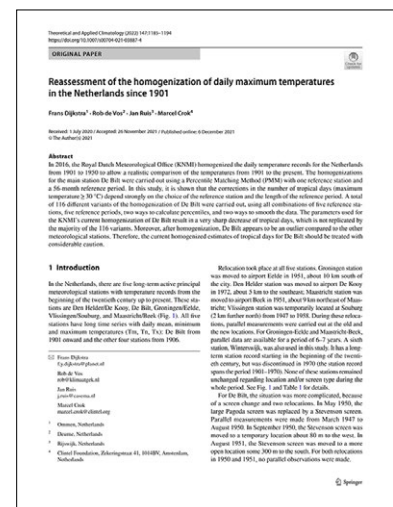 Theoretical and Applied Climatology (2022) 147:1185–1194
https://doi.org/10.1007/s00704-021-03887-4
ORIGINAL PAPER
Reassessment of the homogenization of daily maximum temperatures
in the Netherlands since 1901
Frans Dijkstra¹ · Rob de Vos² · Jan Ruis³ · Marcel Crok⁴
Received: 1 July 2020 / Accepted: 26 November 2021 / Published online: 6 December 2021
© The Author(s) 2021
Abstract
In 2016, the Royal Dutch Meteorological Office (KNMI) homogenized the daily temperature records for the Netherlands
from 1901 to 1950 to allow a realistic comparison of the temperatures from 1901 to the present. The homogenizations
for the main station De Bilt were carried out using a Percentile Matching Method (PMM) with one reference station and
a 56-month reference period. In this study, it is shown that the corrections in the number of tropical days (maximum
temperature ≥ 30 °C) depend strongly on the choice of the reference station and the length of the reference period. A total
of 116 different variants of the homogenization of De Bilt were carried out, using all combinations of five reference sta-
tions, five reference periods, two ways to calculate percentiles, and two ways to smooth the data. The parameters used for
the KNMI's current homogenization of De Bilt result in a very sharp decrease of tropical days, which is not replicated by
the majority of the 116 variants. Moreover, after homogenization, De Bilt appears to be an outlier compared to the other
meteorological stations. Therefore, the current homogenized estimates of tropical days for De Bilt should be treated with
considerable caution.
1 Introduction
In the Netherlands, there are five long-term active principal
meteorological stations with temperature records from the
beginning of the twentieth century up to present. These sta-
tions are Den Helder/De Kooy, De Bilt, Groningen/Eelde,
Vlissingen/Souburg, and Maastricht/Beek (Fig. 1). All five
stations have long time series with daily mean, minimum
and maximum temperatures (Tm, Tn, Tx): De Bilt from
1901 onward and the other four stations from 1906.
Frans Dijkstra
Rob de Vos
Jan Ruis
Marcel Crok
1 Ommen, Netherlands
2 Deurne, Netherlands
3 Rijswijk, Netherlands
4 Clintel Foundation, Zekeringstraat 41, 1014BV, Amsterdam,
Netherlands
Relocation took place at all five stations. Groningen station
was moved to airport Eelde in 1951, about 10 km south of
the city. Den Helder station was moved to airport De Kooy
in 1972, about 5 km to the southeast; Maastricht station was
moved to airport Beek in 1951, about 9 km northeast of Maas-
tricht; Vlissingen station was temporarily located at Souburg
(2 km further north) from 1947 to 1958. During these reloca-
tions, parallel measurements were carried out at the old and
the new locations. For Groningen-Eelde and Maastricht-Beek,
parallel data are available for a period of 6–7 years. A sixth
station, Winterswijk, was also used in this study. It has a long-
term station record starting in the beginning of the twenti-
eth century, but was discontinued in 1970 (the station record
spans the period 1901–1970). None of these stations remained
unchanged regarding location and/or screen type during the
whole period. See Fig. 1 and Table 1 for details.
For De Bilt, the situation was more complicated, because
of a screen change and two relocations. In May 1950, the
large Pagoda screen was replaced by a Stevenson screen.
Parallel measurements were made from March 1947 to
August 1950. In September 1950, the Stevenson screen was
moved to a temporary location about 80 m to the west. In
August 1951, the Stevenson screen was moved to a more
open location some 300 m to the south. For both relocations
in 1950 and 1951, no parallel observations were made.
Springer